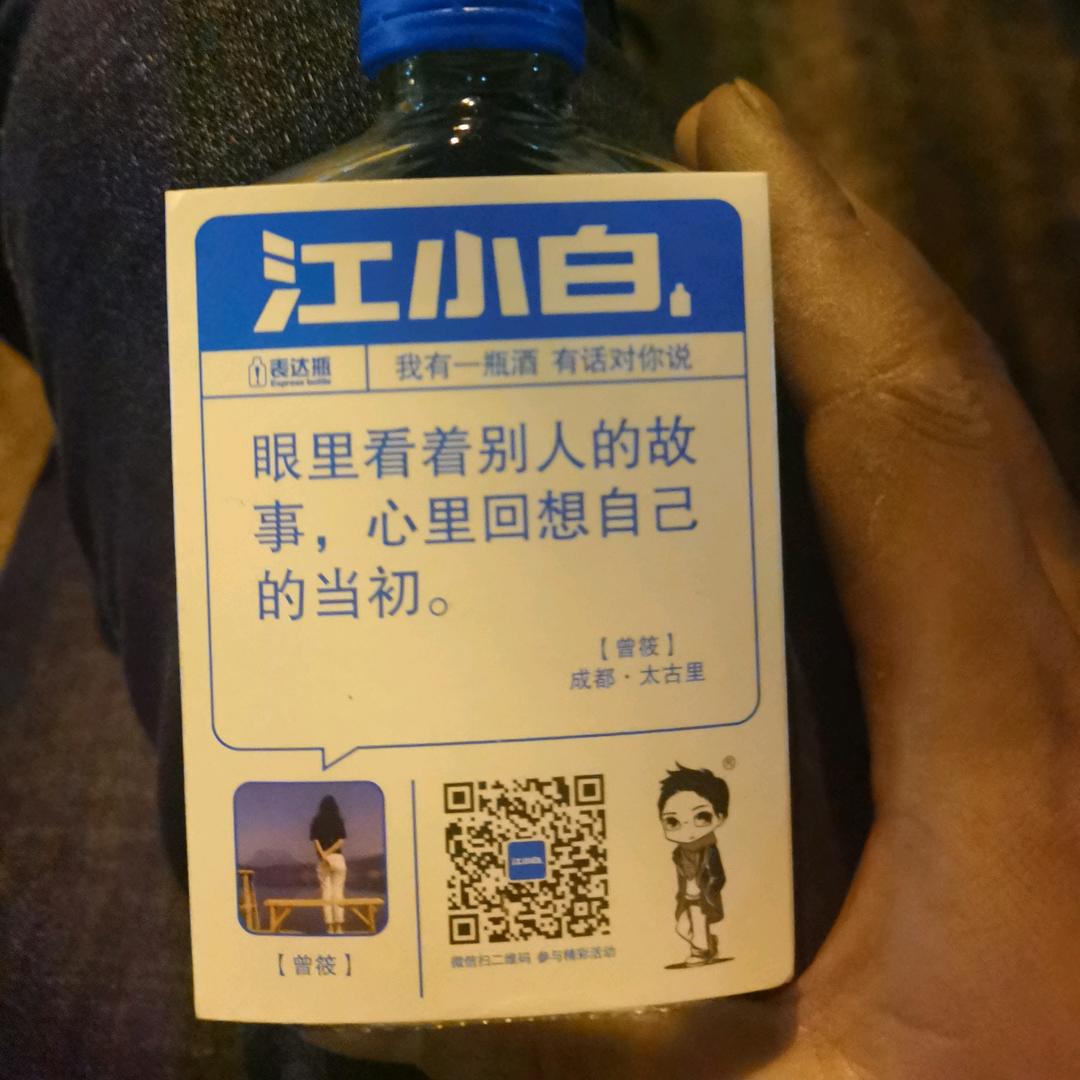 江小白
表达瓶
Express bottle
我有一瓶酒 有话对你说
眼里看着别人的故
事，心里回想自己
的当初。
【曾筱】
成都·太古里
®
江小白
【曾筱】
微信扫二维码 参与精彩活动